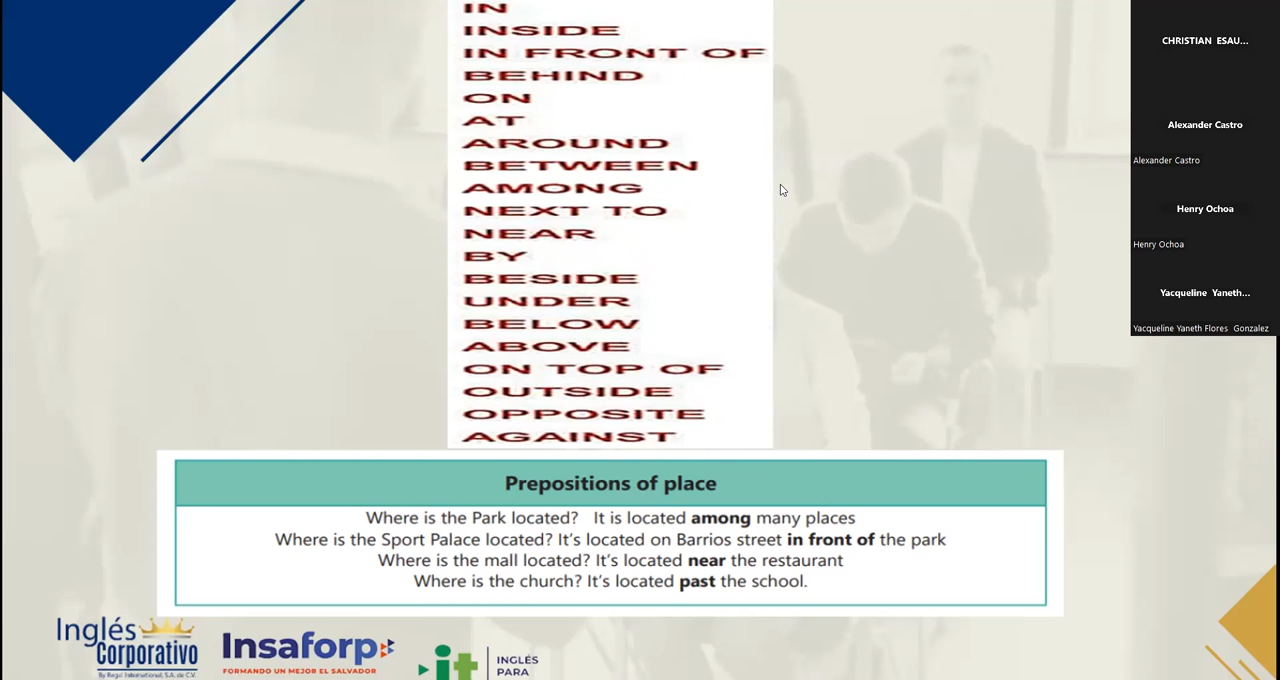 IN
INSIDE
IN FRONT OF
BEHIND
ON
AT
AROUND
BETWEEN
AMONG
NEXT TO
NEAR
BY
BESIDE
UNDER
BELOW
ABOVE
ON TOP OF
OUTSIDE
OPPOSITE
AGAINST
Prepositions of place
Where is the Park located? It is located among many places
Where is the Sport Palace located? It's located on Barrios street in front of the park
Where is the mall located? It's located near the restaurant
Where is the church? It's located past the school.
Inglés
Corporativo
By Regal International, S.A. de C.V.
Insaforp
FORMANDO UN MEJOR EL SALVADOR
it
INGLÉS
PARA
CHRISTIAN ESAU...
Alexander Castro
Alexander Castro
Henry Ochoa
Henry Ochoa
Yacqueline Yaneth...
Yacqueline Yaneth Flores Gonzalez